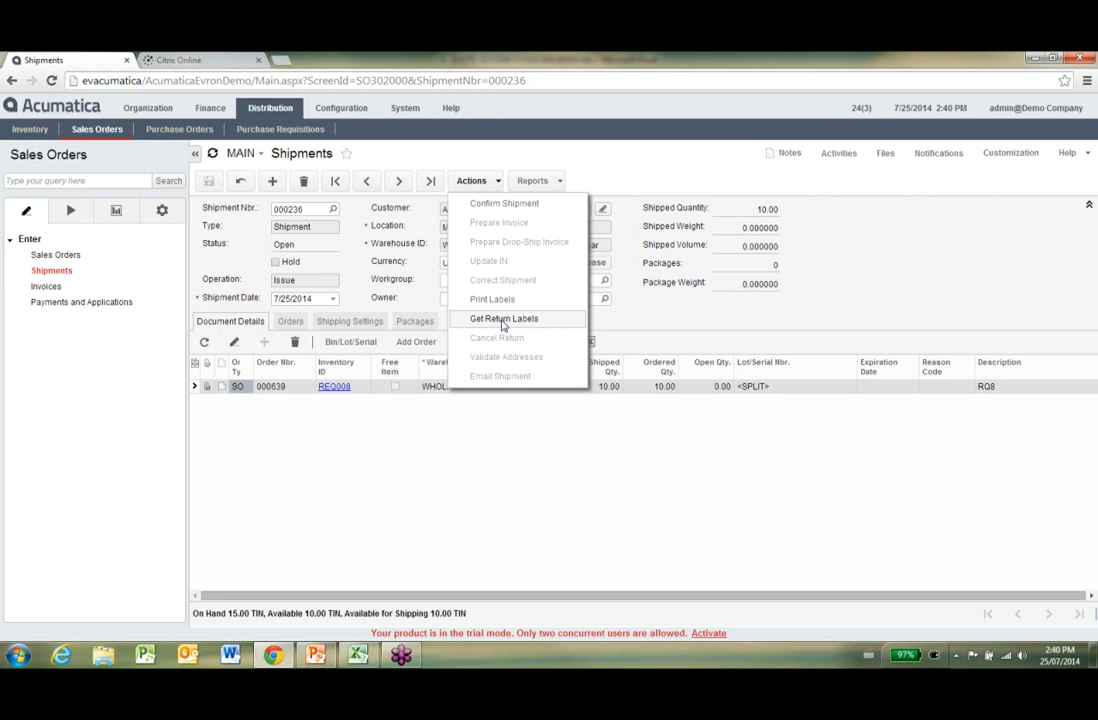 Shipments
Citrix Online
evacumatica/AcumaticaEvronDemo/Main.aspx?ScreenId=SO302000&ShipmentNbr=000236
Acumatica Organization Finance Distribution Configuration System Help 24(3) 7/25/2014 2:40 PM admin@Demo Company
Inventory Sales Orders Purchase Orders Purchase Requisitions
Sales Orders
MAIN Shipments
Notes Activities Files Notifications Customization Help
Type your query here Search
Actions Reports
Enter
Sales Orders
Shipments
Invoices
Payments and Applications
Shipment Nbr.: 000236
Type: Shipment
Status: Open
Hold
Operation: Issue
* Shipment Date: 7/25/2014
Customer: A
* Location: M
* Warehouse ID: W
Currency: U
Workgroup:
Owner:
Confirm Shipment
Prepare Invoice
Prepare Drop-Ship Invoice
Update IN
Correct Shipment
Print Labels
Get Return Labels
Cancel Return
Validate Addresses
Email Shipment
ar
ase
Shipped Quantity: 10.00
Shipped Weight: 0.000000
Shipped Volume: 0.000000
Packages: 0
Package Weight: 0.000000
Document Details Orders Shipping Settings Packages
Bin/Lot/Serial Add Order
Or Ty Order Nbr. Inventory ID Free Item * Wareh Shipped Qty. Ordered Qty. Open Qty. Lot/Serial Nbr. Expiration Date Reason Code Description
SO 000639 REQ008 WHOL 10.00 10.00 0.00 <SPLIT> RQ8
On Hand 15.00 TIN, Available 10.00 TIN, Available for Shipping 10.00 TIN
Your product is in the trial mode. Only two concurrent users are allowed. Activate
97%
2:40 PM
25/07/2014